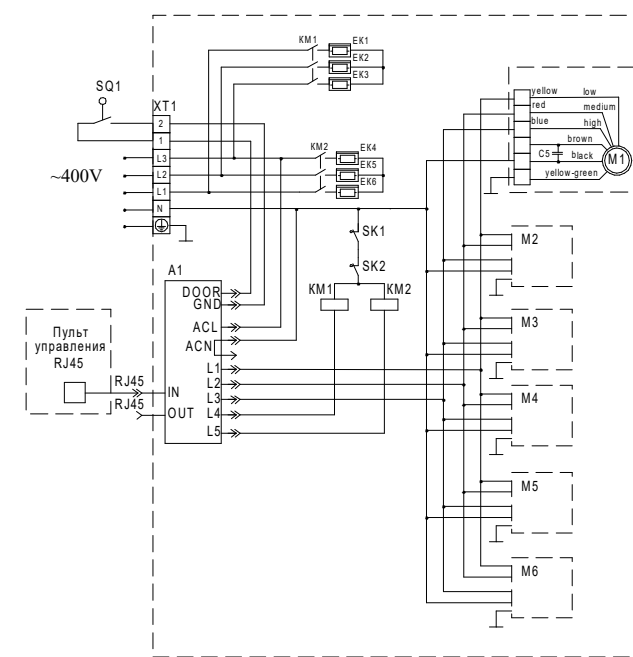 KM1
EK1
EK2
EK3
SQ1
XT1
2
1
L3
L2
L1
N
~400V
KM2
EK4
EK5
EK6
yellow
low
red
medium
blue
high
brown
C5
black
M1
yellow-green
SK1
SK2
KM1
KM2
A1
DOOR
GND
ACL
ACN
L1
L2
L3
L4
L5
IN
OUT
RJ45
RJ45
Пульт
управления
RJ45
M2
M3
M4
M5
M6